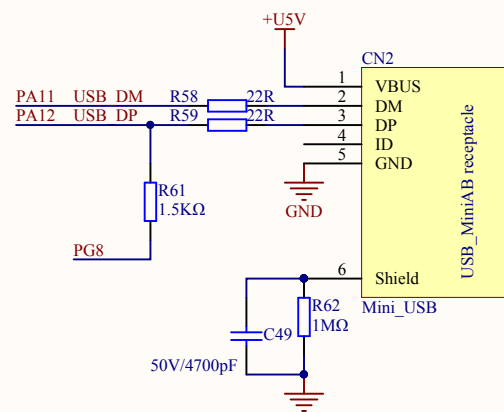 +U5V
CN2
1 VBUS
PA11 USB_DM R58 22R 2 DM
PA12 USB_DP R59 22R 3 DP
4 ID
5 GND
USB_MiniAB receptacle
R61
1.5KΩ
GND
PG8
6 Shield
R62
Mini_USB
1MΩ
C49
50V/4700pF